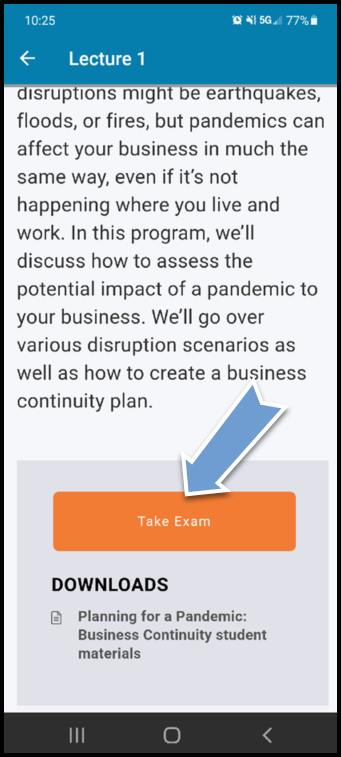 10:25
5G 77%
Lecture 1
disruptions might be earthquakes,
floods, or fires, but pandemics can
affect your business in much the
same way, even if it’s not
happening where you live and
work. In this program, we’ll
discuss how to assess the
potential impact of a pandemic to
your business. We’ll go over
various disruption scenarios as
well as how to create a business
continuity plan.
Take Exam
DOWNLOADS
Planning for a Pandemic:
Business Continuity student
materials